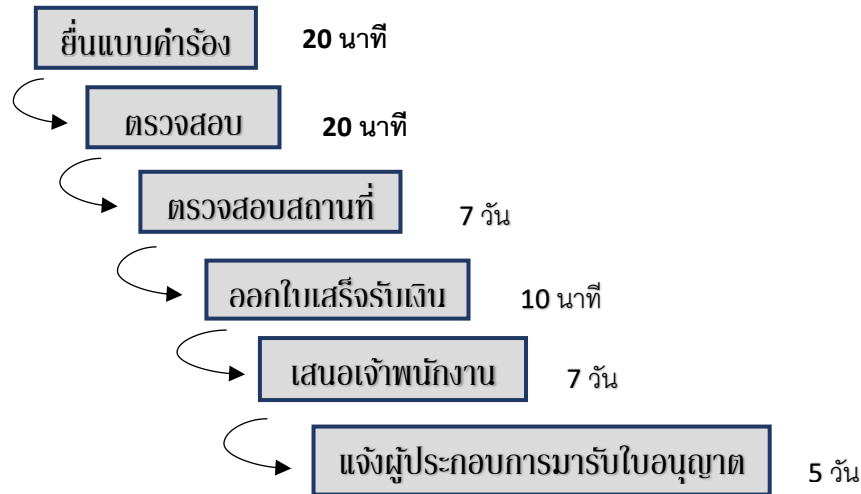 ยื่นแบบคำร้อง 20 นาที
ตรวจสอบ 20 นาที
ตรวจสอบสถานที่ 7 วัน
ออกใบเสร็จรับเงิน 10 นาที
เสนอเจ้าพนักงาน 7 วัน
แจ้งผู้ประกอบการมารับใบอนุญาต 5 วัน